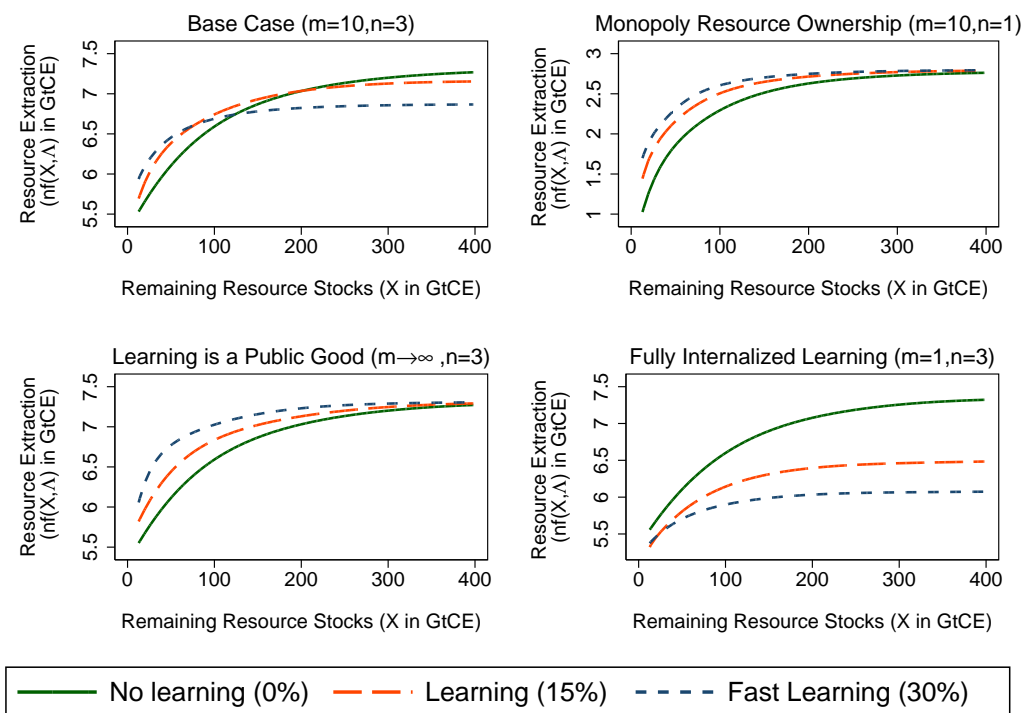 Base Case (m=10,n=3)
Resource Extraction
(nf(X,Λ) in GtCE)
7.5
7
6.5
6
5.5
0 100 200 300 400
Remaining Resource Stocks (X in GtCE)
Monopoly Resource Ownership (m=10,n=1)
Resource Extraction
(nf(X,Λ) in GtCE)
3
2.5
2
1.5
1
0 100 200 300 400
Remaining Resource Stocks (X in GtCE)
Learning is a Public Good (m→∞ ,n=3)
Resource Extraction
(nf(X,Λ) in GtCE)
7.5
7
6.5
6
5.5
0 100 200 300 400
Remaining Resource Stocks (X in GtCE)
Fully Internalized Learning (m=1,n=3)
Resource Extraction
(nf(X,Λ) in GtCE)
7.5
7
6.5
6
5.5
0 100 200 300 400
Remaining Resource Stocks (X in GtCE)
No learning (0%) Learning (15%) Fast Learning (30%)